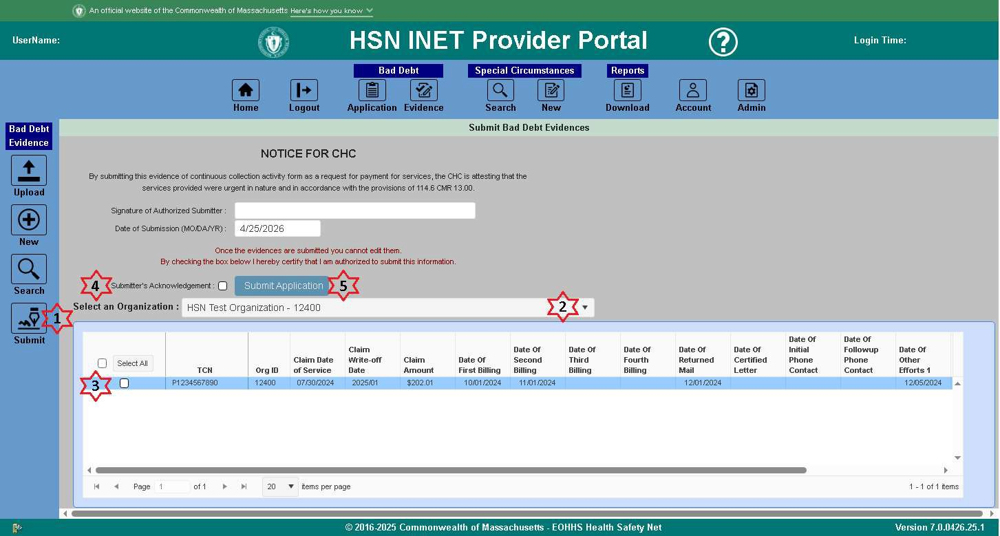 An official website of the Commonwealth of Massachusetts Here's how you know
UserName:
HSN INET Provider Portal
?
Login Time:
Bad Debt
Special Circumstances
Reports
Home
Logout
Application
Evidence
Search
New
Download
Account
Admin
Bad Debt
Evidence
Upload
New
Search
Submit
1
Submit Bad Debt Evidences
NOTICE FOR CHC
By submitting this evidence of continuous collection activity form as a request for payment for services, the CHC is attesting that the
services provided were urgent in nature and in accordance with the provisions of 114.6 CMR 13.00.
Signature of Authorized Submitter :
Date of Submission (MO/DA/YR) : 4/25/2026
Once the evidences are submitted you cannot edit them.
By checking the box below I hereby certify that I am authorized to submit this information.
4 Submitter's Acknowledgement : Submit Application 5
Select an Organization : HSN Test Organization - 12400 2
Select All
TCN
Org ID
Claim Date
of Service
Claim
Write-off
Date
Claim
Amount
Date Of
First Billing
Date Of
Second
Billing
Date Of
Third
Billing
Date Of
Fourth
Billing
Date Of
Returned
Mail
Date Of
Certified
Letter
Date Of
Initial
Phone
Contact
Date Of
Followup
Phone
Contact
Date Of
Other
Efforts 1
3 P1234567890 12400 07/30/2024 2025/01 $202.01 10/01/2024 11/01/2024 12/01/2024 12/05/2024
Page 1 of 1 20 items per page 1 - 1 of 1 items
© 2016-2025 Commonwealth of Massachusetts - EOHHS Health Safety Net
Version 7.0.0426.25.1